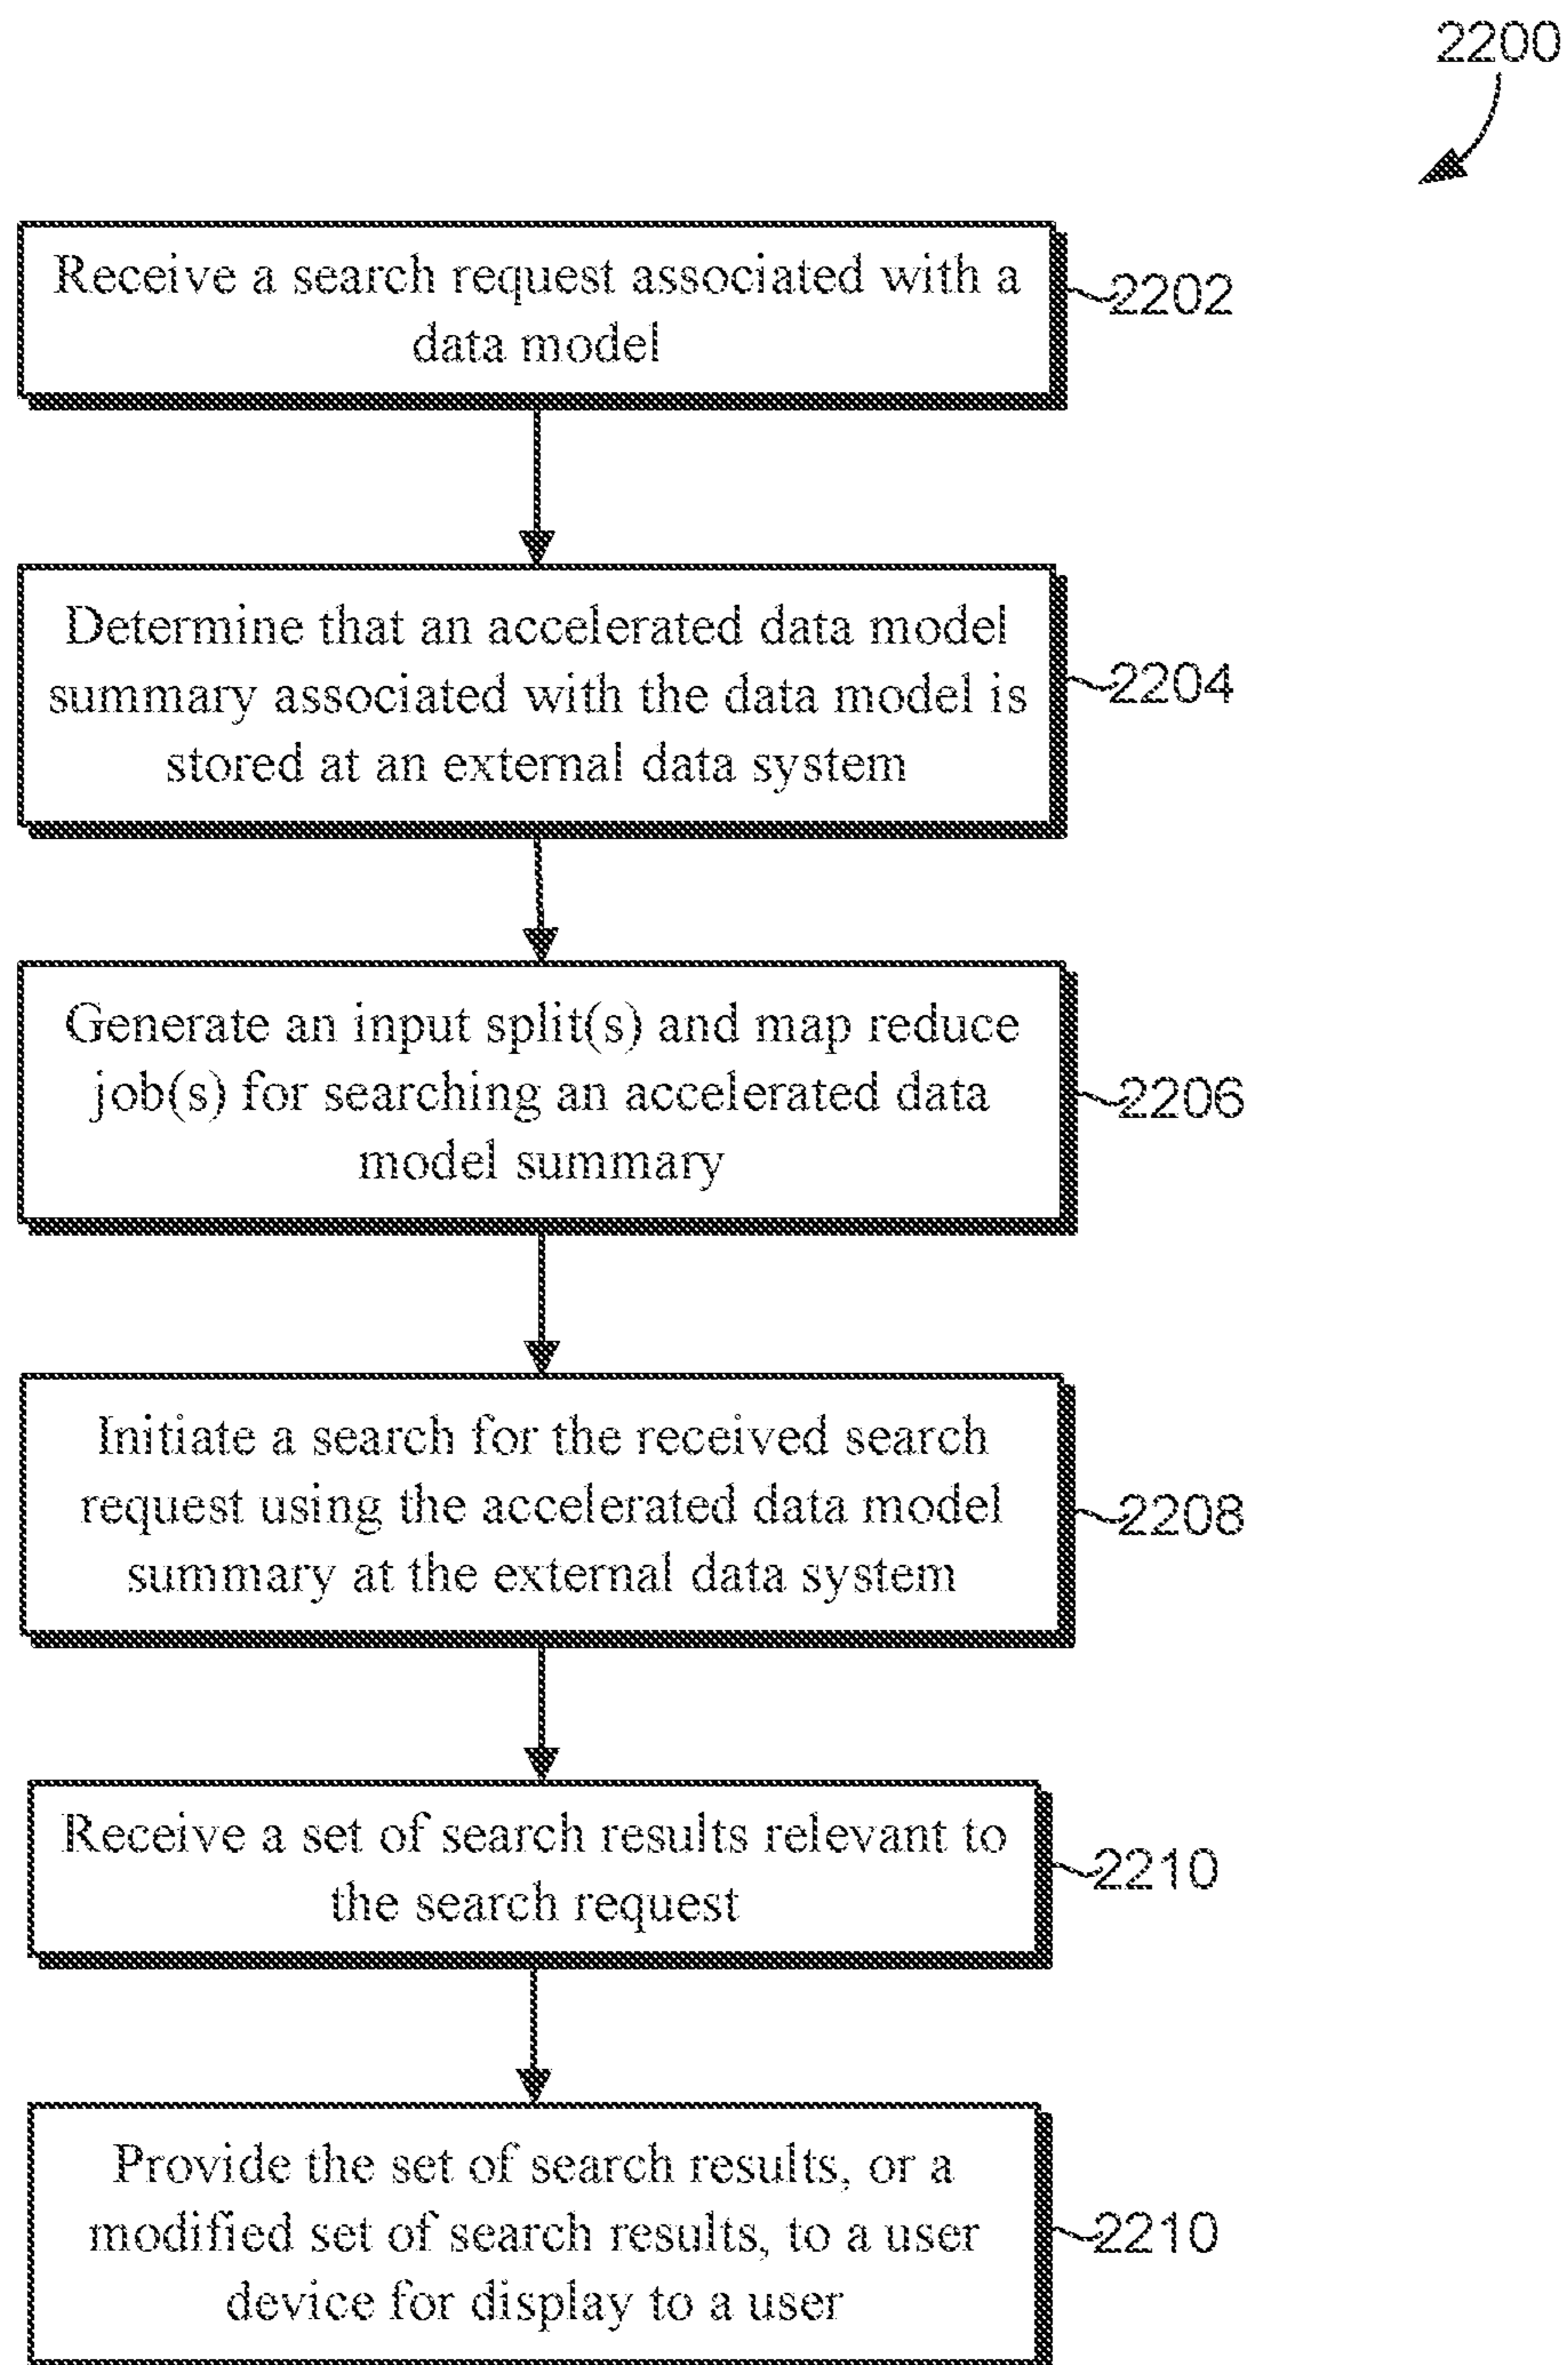 2200
Receive a search request associated with a
data model
2202
Determine that an accelerated data model
summary associated with the data model is
stored at an external data system
2204
Generate an input split(s) and map reduce
job(s) for searching an accelerated data
model summary
2206
Initiate a search for the received search
request using the accelerated data model
summary at the external data system
2208
Receive a set of search results relevant to
the search request
2210
Provide the set of search results, or a
modified set of search results, to a user
device for display to a user
2210